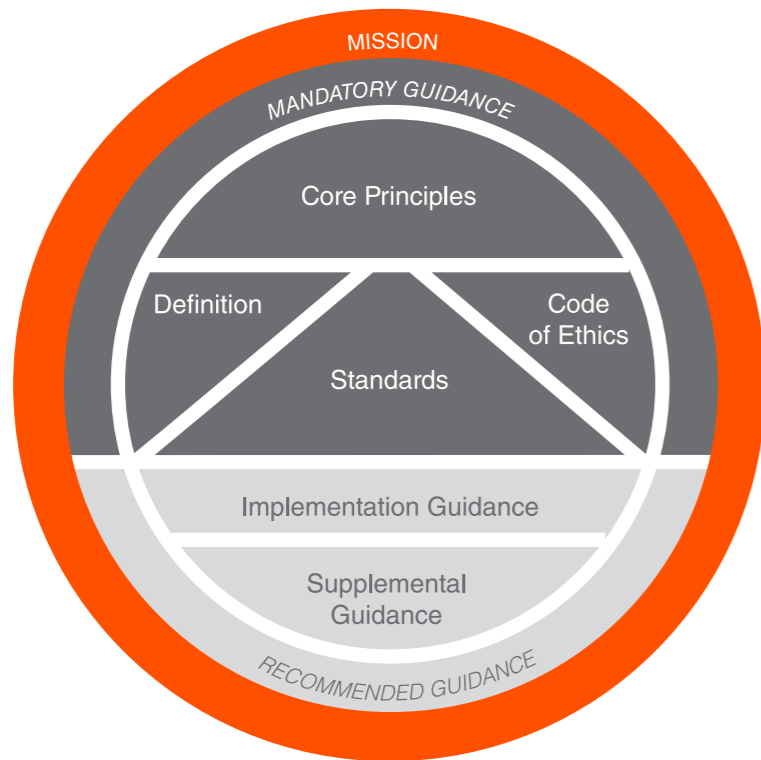 MISSION
MANDATORY GUIDANCE
Core Principles
Definition
Code
of Ethics
Standards
Implementation Guidance
Supplemental
Guidance
RECOMMENDED GUIDANCE